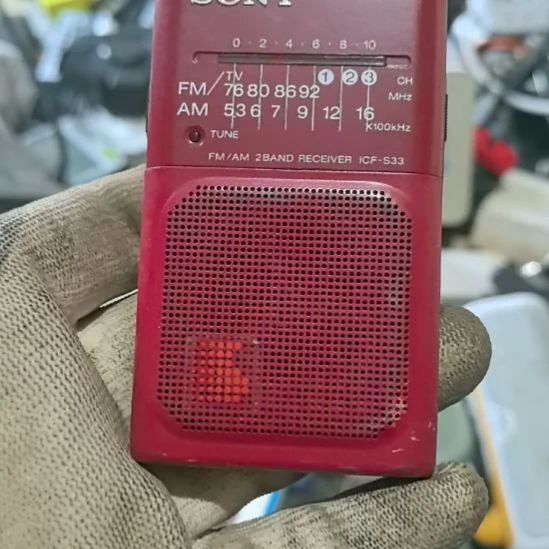 SONY
0 · 2 · 4 · 6 · 8 · 10
TV ① ② ③ CH
FM/ 76 80 86 92 MHz
AM 53 6 7 9 12 16
X100kHz
TUNE
FM/AM 2BAND RECEIVER ICF-S33